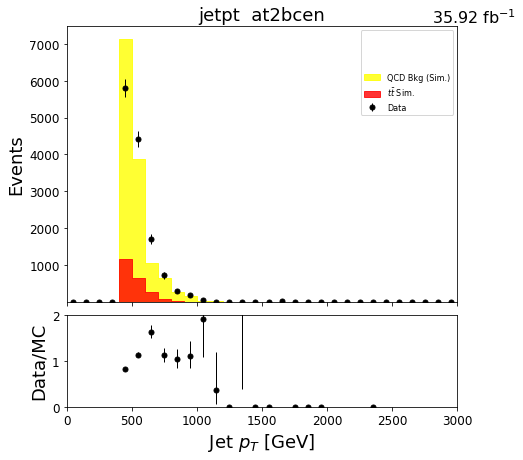 jetpt at2bcen
35.92 fb⁻¹
Events
7000
6000
5000
4000
3000
2000
1000
QCD Bkg (Sim.)
tt̄ Sim.
Data
Data/MC
2
1
0
0 500 1000 1500 2000 2500 3000
Jet p_T [GeV]